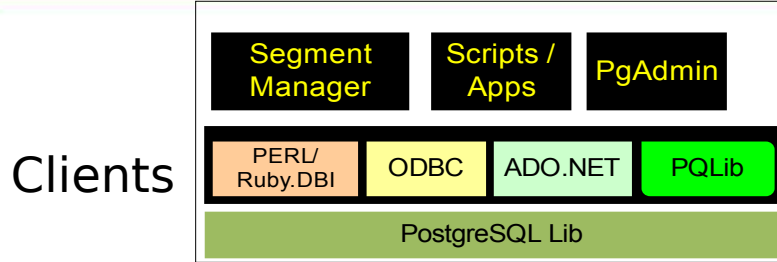 Clients
Segment
Manager
Scripts /
Apps
PgAdmin
PERL/
Ruby.DBI
ODBC
ADO.NET
PQLib
PostgreSQL Lib